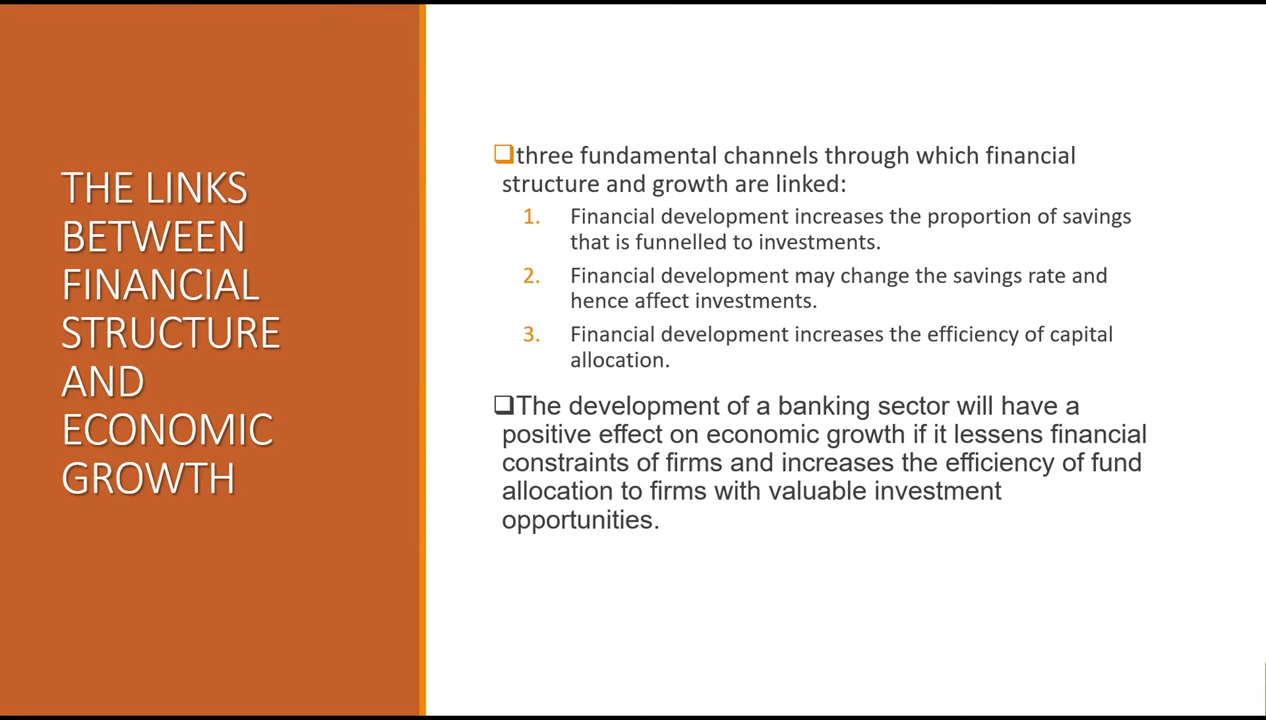 THE LINKS
BETWEEN
FINANCIAL
STRUCTURE
AND
ECONOMIC
GROWTH
❑three fundamental channels through which financial
structure and growth are linked:
1. Financial development increases the proportion of savings
that is funnelled to investments.
2. Financial development may change the savings rate and
hence affect investments.
3. Financial development increases the efficiency of capital
allocation.
❑The development of a banking sector will have a
positive effect on economic growth if it lessens financial
constraints of firms and increases the efficiency of fund
allocation to firms with valuable investment
opportunities.